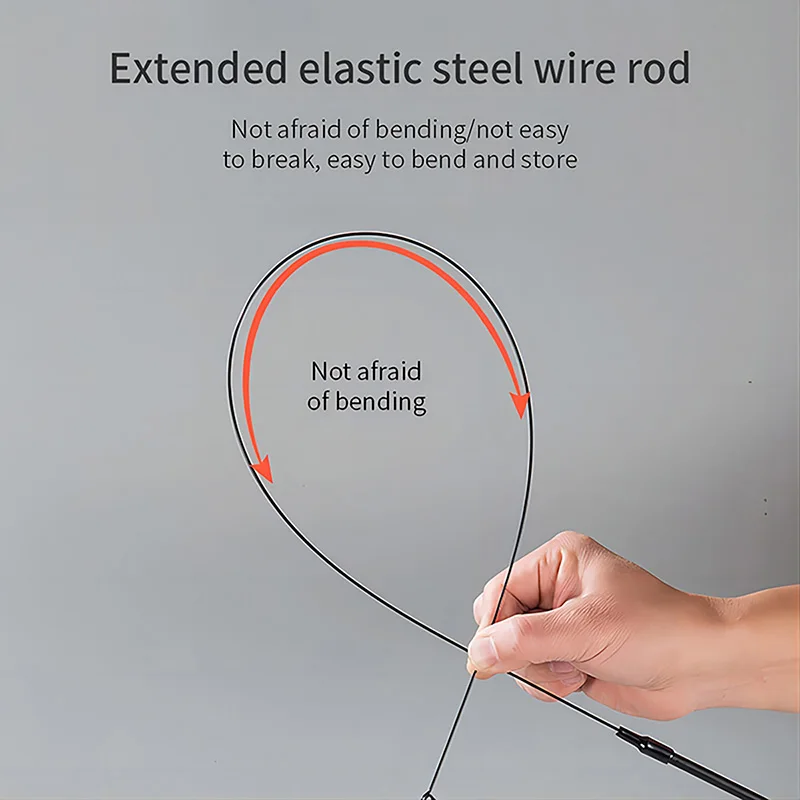 Extended elastic steel wire rod
Not afraid of bending/not easy
to break, easy to bend and store
Not afraid
of bending